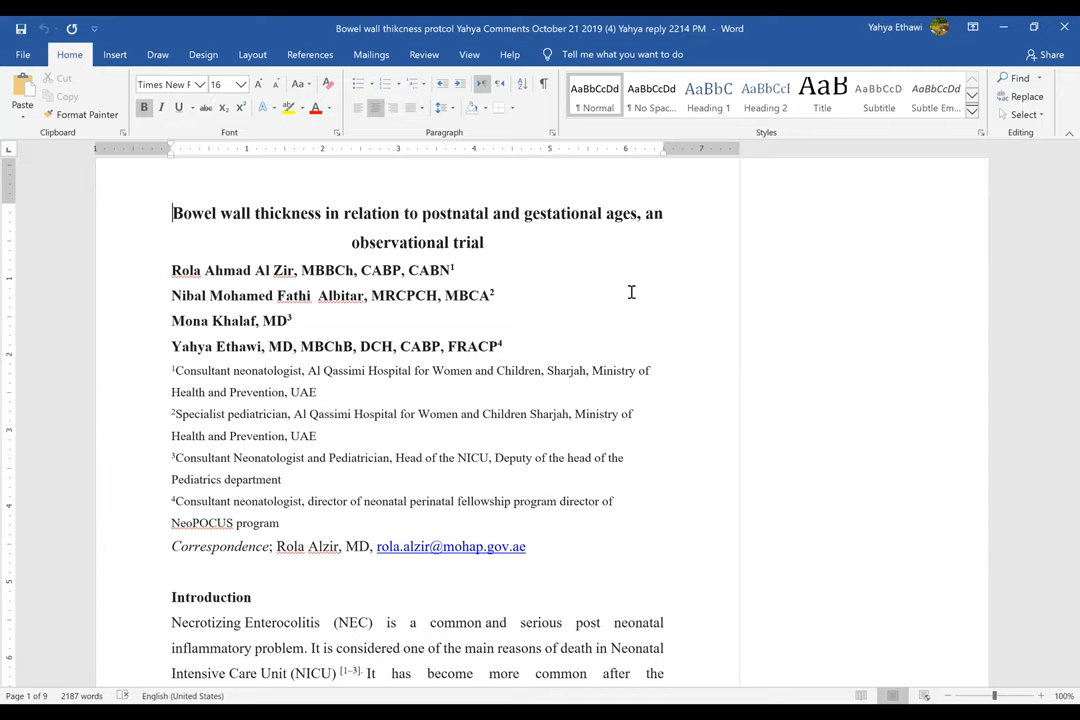 Bowel wall thikcness protcol Yahya Comments October 21 2019 (4) Yahya reply 2214 PM - Word
Yahya Ethawi
File Home Insert Draw Design Layout References Mailings Review View Help Tell me what you want to do Share
Paste
Cut
Copy
Format Painter
Clipboard
Times New F 16
Font
Paragraph
AaBbCcDd AaBbCcDd AaBbC AaBbCcI AaB AaBbCcD AaBbCcDd
¶ Normal ¶ No Spac... Heading 1 Heading 2 Title Subtitle Subtle Em...
Styles
Find
Replace
Select
Editing
1 1 2 3 4 5 6 7
Bowel wall thickness in relation to postnatal and gestational ages, an
observational trial
Rola Ahmad Al Zir, MBBCh, CABP, CABN1
Nibal Mohamed Fathi Albitar, MRCPCH, MBCA2
Mona Khalaf, MD3
Yahya Ethawi, MD, MBChB, DCH, CABP, FRACP4
1Consultant neonatologist, Al Qassimi Hospital for Women and Children, Sharjah, Ministry of
Health and Prevention, UAE
2Specialist pediatrician, Al Qassimi Hospital for Women and Children Sharjah, Ministry of
Health and Prevention, UAE
3Consultant Neonatologist and Pediatrician, Head of the NICU, Deputy of the head of the
Pediatrics department
4Consultant neonatologist, director of neonatal perinatal fellowship program director of
NeoPOCUS program
Correspondence; Rola Alzir, MD, rola.alzir@mohap.gov.ae
Introduction
Necrotizing Enterocolitis (NEC) is a common and serious post neonatal
inflammatory problem. It is considered one of the main reasons of death in Neonatal
Intensive Care Unit (NICU) [1–3]. It has become more common after the
Page 1 of 9 2187 words English (United States) 100%